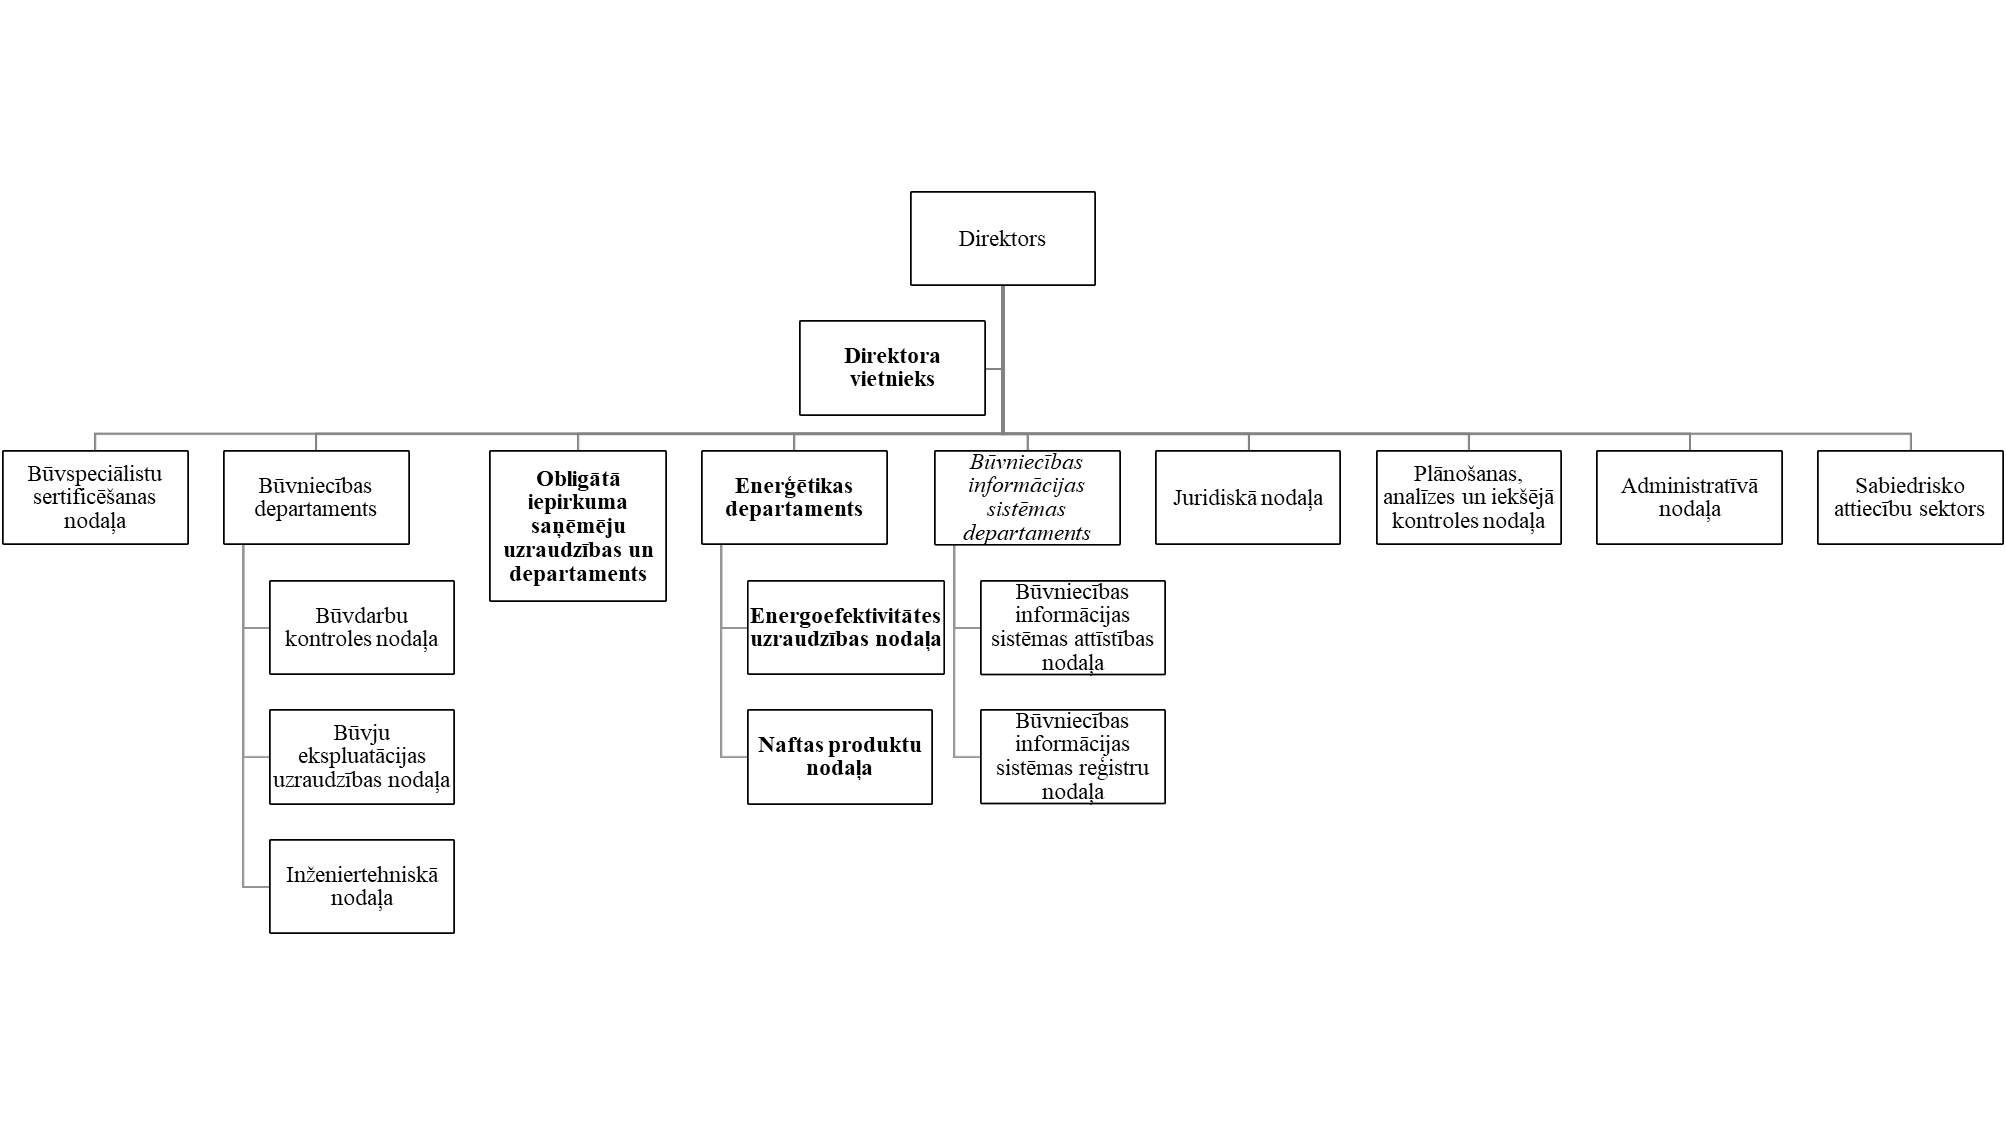 Direktors
Direktora
vietnieks
Būvspeciālistu
sertificēšanas
nodaļa
Būvniecības
departaments
Obligātā
iepirkuma
saņēmēju
uzraudzības un
departaments
Enerģētikas
departaments
Būvniecības
informācijas
sistēmas
departaments
Juridiskā nodaļa
Plānošanas,
analīzes un iekšējā
kontroles nodaļa
Administratīvā
nodaļa
Sabiedrisko
attiecību sektors
Būvdarbu
kontroles nodaļa
Būvju
ekspluatācijas
uzraudzības nodaļa
Inženiertehniskā
nodaļa
Energoefektivitātes
uzraudzības nodaļa
Naftas produktu
nodaļa
Būvniecības
informācijas
sistēmas attīstības
nodaļa
Būvniecības
informācijas
sistēmas reģistru
nodaļa